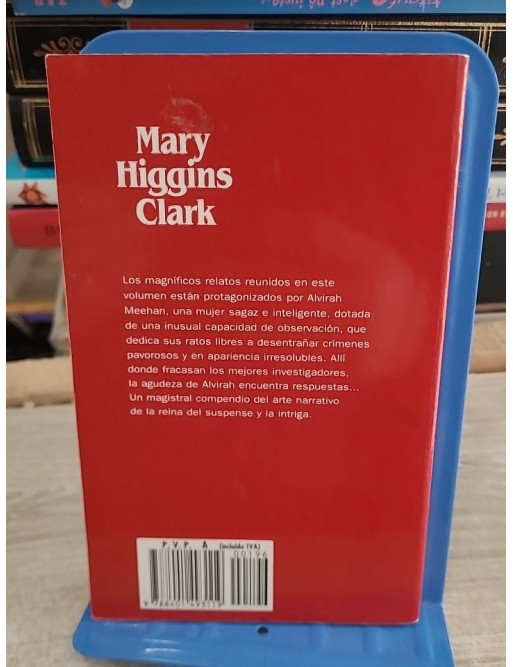 Mary
Higgins
Clark
Los magníficos relatos reunidos en este
volumen están protagonizados por Alvirah
Meehan, una mujer sagaz e inteligente, dotada
de una inusual capacidad de observación, que
dedica sus ratos libres a desentrañar crímenes
pavorosos y en apariencia irresolubles. Allí
donde fracasan los mejores investigadores,
la agudeza de Alvirah encuentra respuestas...
Un magistral compendio del arte narrativo
de la reina del suspense y la intriga.
P.V.P. A (incluido IVA)
00196